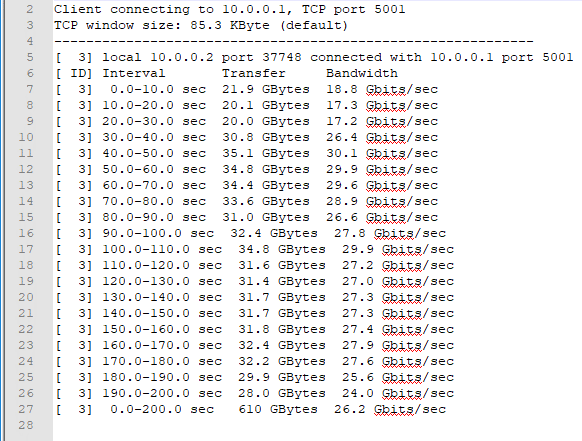 2 Client connecting to 10.0.0.1, TCP port 5001
3 TCP window size: 85.3 KByte (default)
4 ------------------------------------------------------------
5 [  3] local 10.0.0.2 port 37748 connected with 10.0.0.1 port 5001
6 [ ID] Interval       Transfer     Bandwidth
7 [  3]  0.0-10.0 sec  21.9 GBytes  18.8 Gbits/sec
8 [  3] 10.0-20.0 sec  20.1 GBytes  17.3 Gbits/sec
9 [  3] 20.0-30.0 sec  20.0 GBytes  17.2 Gbits/sec
10 [  3] 30.0-40.0 sec  30.8 GBytes  26.4 Gbits/sec
11 [  3] 40.0-50.0 sec  35.1 GBytes  30.1 Gbits/sec
12 [  3] 50.0-60.0 sec  34.8 GBytes  29.9 Gbits/sec
13 [  3] 60.0-70.0 sec  34.4 GBytes  29.6 Gbits/sec
14 [  3] 70.0-80.0 sec  33.6 GBytes  28.9 Gbits/sec
15 [  3] 80.0-90.0 sec  31.0 GBytes  26.6 Gbits/sec
16 [  3] 90.0-100.0 sec  32.4 GBytes  27.8 Gbits/sec
17 [  3] 100.0-110.0 sec  34.8 GBytes  29.9 Gbits/sec
18 [  3] 110.0-120.0 sec  31.6 GBytes  27.2 Gbits/sec
19 [  3] 120.0-130.0 sec  31.4 GBytes  27.0 Gbits/sec
20 [  3] 130.0-140.0 sec  31.7 GBytes  27.3 Gbits/sec
21 [  3] 140.0-150.0 sec  31.7 GBytes  27.3 Gbits/sec
22 [  3] 150.0-160.0 sec  31.8 GBytes  27.4 Gbits/sec
23 [  3] 160.0-170.0 sec  32.4 GBytes  27.9 Gbits/sec
24 [  3] 170.0-180.0 sec  32.2 GBytes  27.6 Gbits/sec
25 [  3] 180.0-190.0 sec  29.9 GBytes  25.6 Gbits/sec
26 [  3] 190.0-200.0 sec  28.0 GBytes  24.0 Gbits/sec
27 [  3]  0.0-200.0 sec   610 GBytes  26.2 Gbits/sec
28